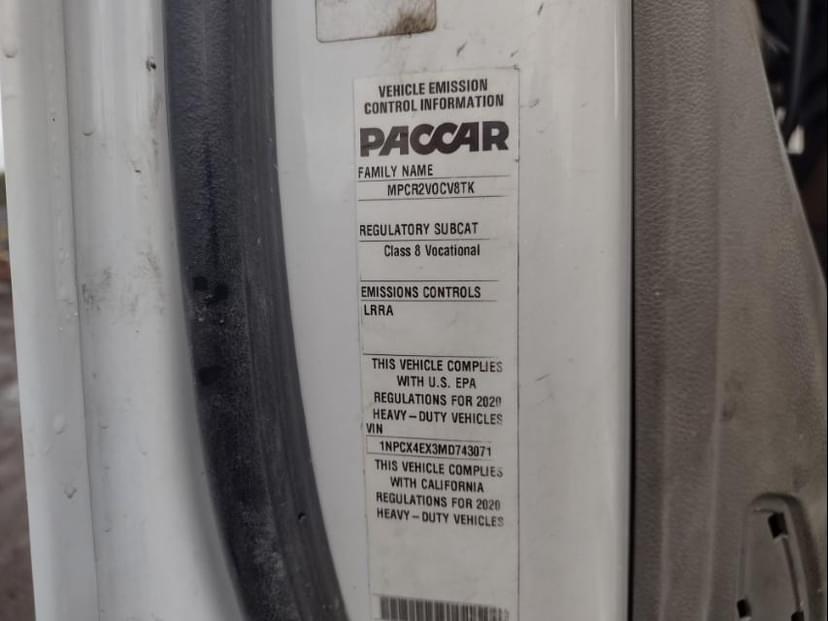 VEHICLE EMISSION
CONTROL INFORMATION
PACCAR
FAMILY NAME
MPCR2VOCV8TK
REGULATORY SUBCAT
Class 8 Vocational
EMISSIONS CONTROLS
LRRA
THIS VEHICLE COMPLIES
WITH U.S. EPA
REGULATIONS FOR 2020
HEAVY-DUTY VEHICLES
VIN
1NPCX4EX3MD743071
THIS VEHICLE COMPLIES
WITH CALIFORNIA
REGULATIONS FOR 2020
HEAVY-DUTY VEHICLES